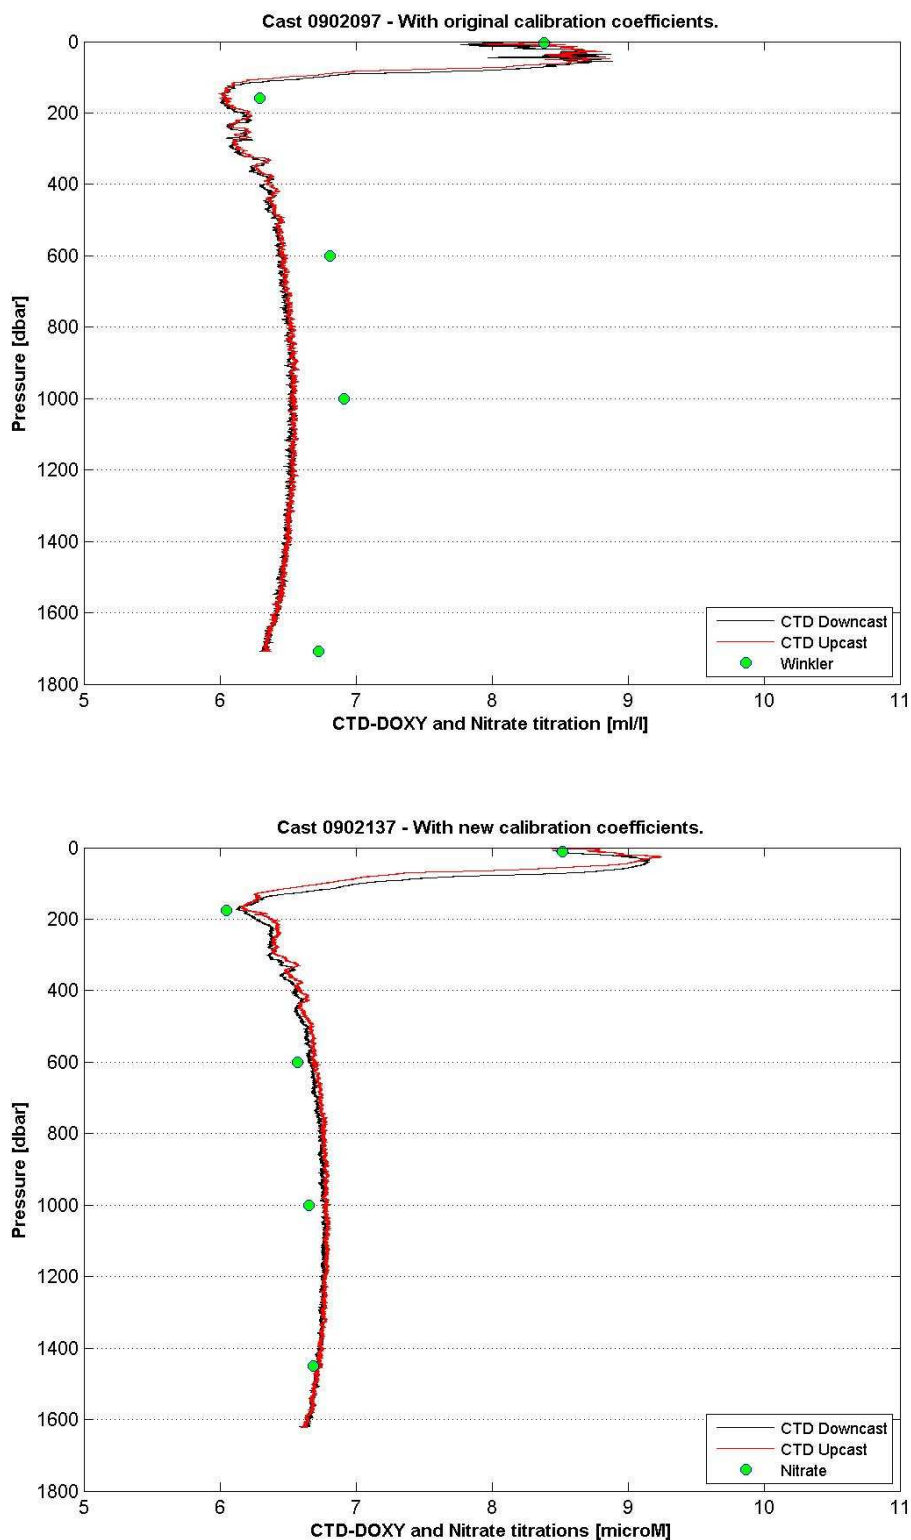 Cast 0902097 - With original calibration coefficients.
0
200
400
600
800
1000
1200
1400
1600
1800
Pressure [dbar]
CTD Downcast
CTD Upcast
Winkler
5 6 7 8 9 10 11
CTD-DOXY and Nitrate titration [ml/l]
Cast 0902137 - With new calibration coefficients.
0
200
400
600
800
1000
1200
1400
1600
1800
Pressure [dbar]
CTD Downcast
CTD Upcast
Nitrate
5 6 7 8 9 10 11
CTD-DOXY and Nitrate titrations [microM]